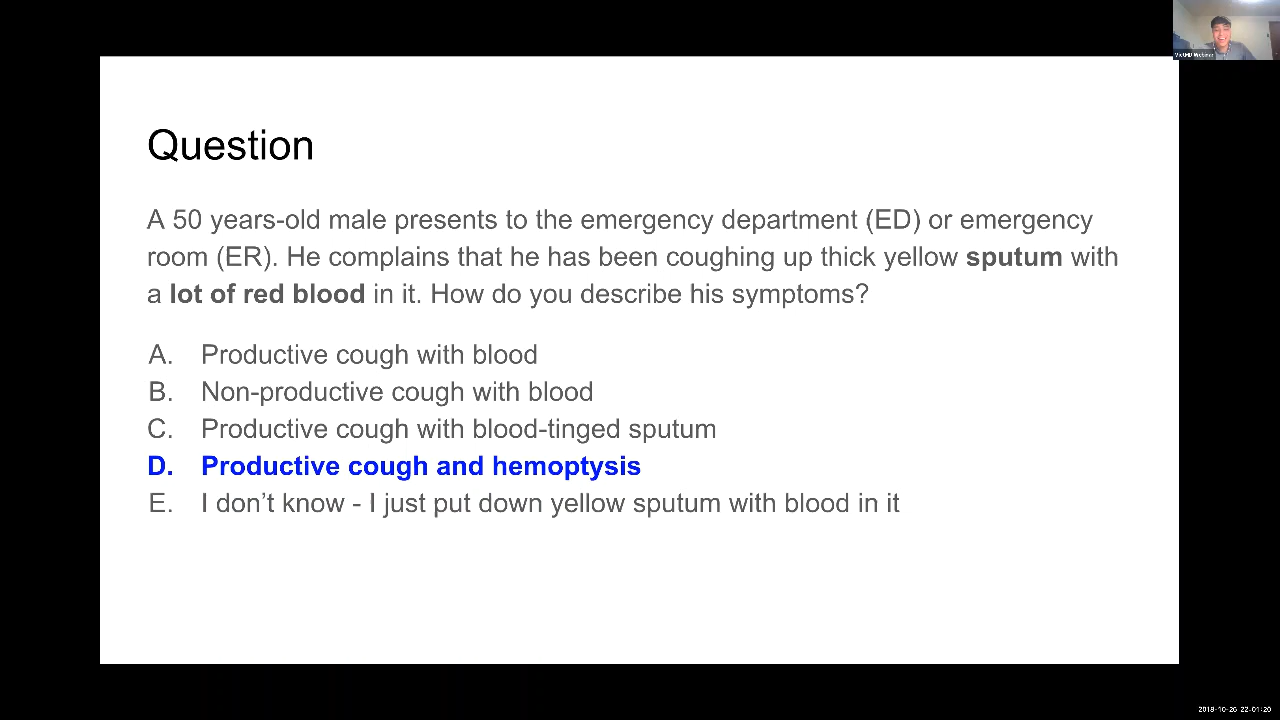 VietMD Webinar
Question
A 50 years-old male presents to the emergency department (ED) or emergency
room (ER). He complains that he has been coughing up thick yellow sputum with
a lot of red blood in it. How do you describe his symptoms?
A. Productive cough with blood
B. Non-productive cough with blood
C. Productive cough with blood-tinged sputum
D. Productive cough and hemoptysis
E. I don’t know - I just put down yellow sputum with blood in it
2019-10-26 22:01:20